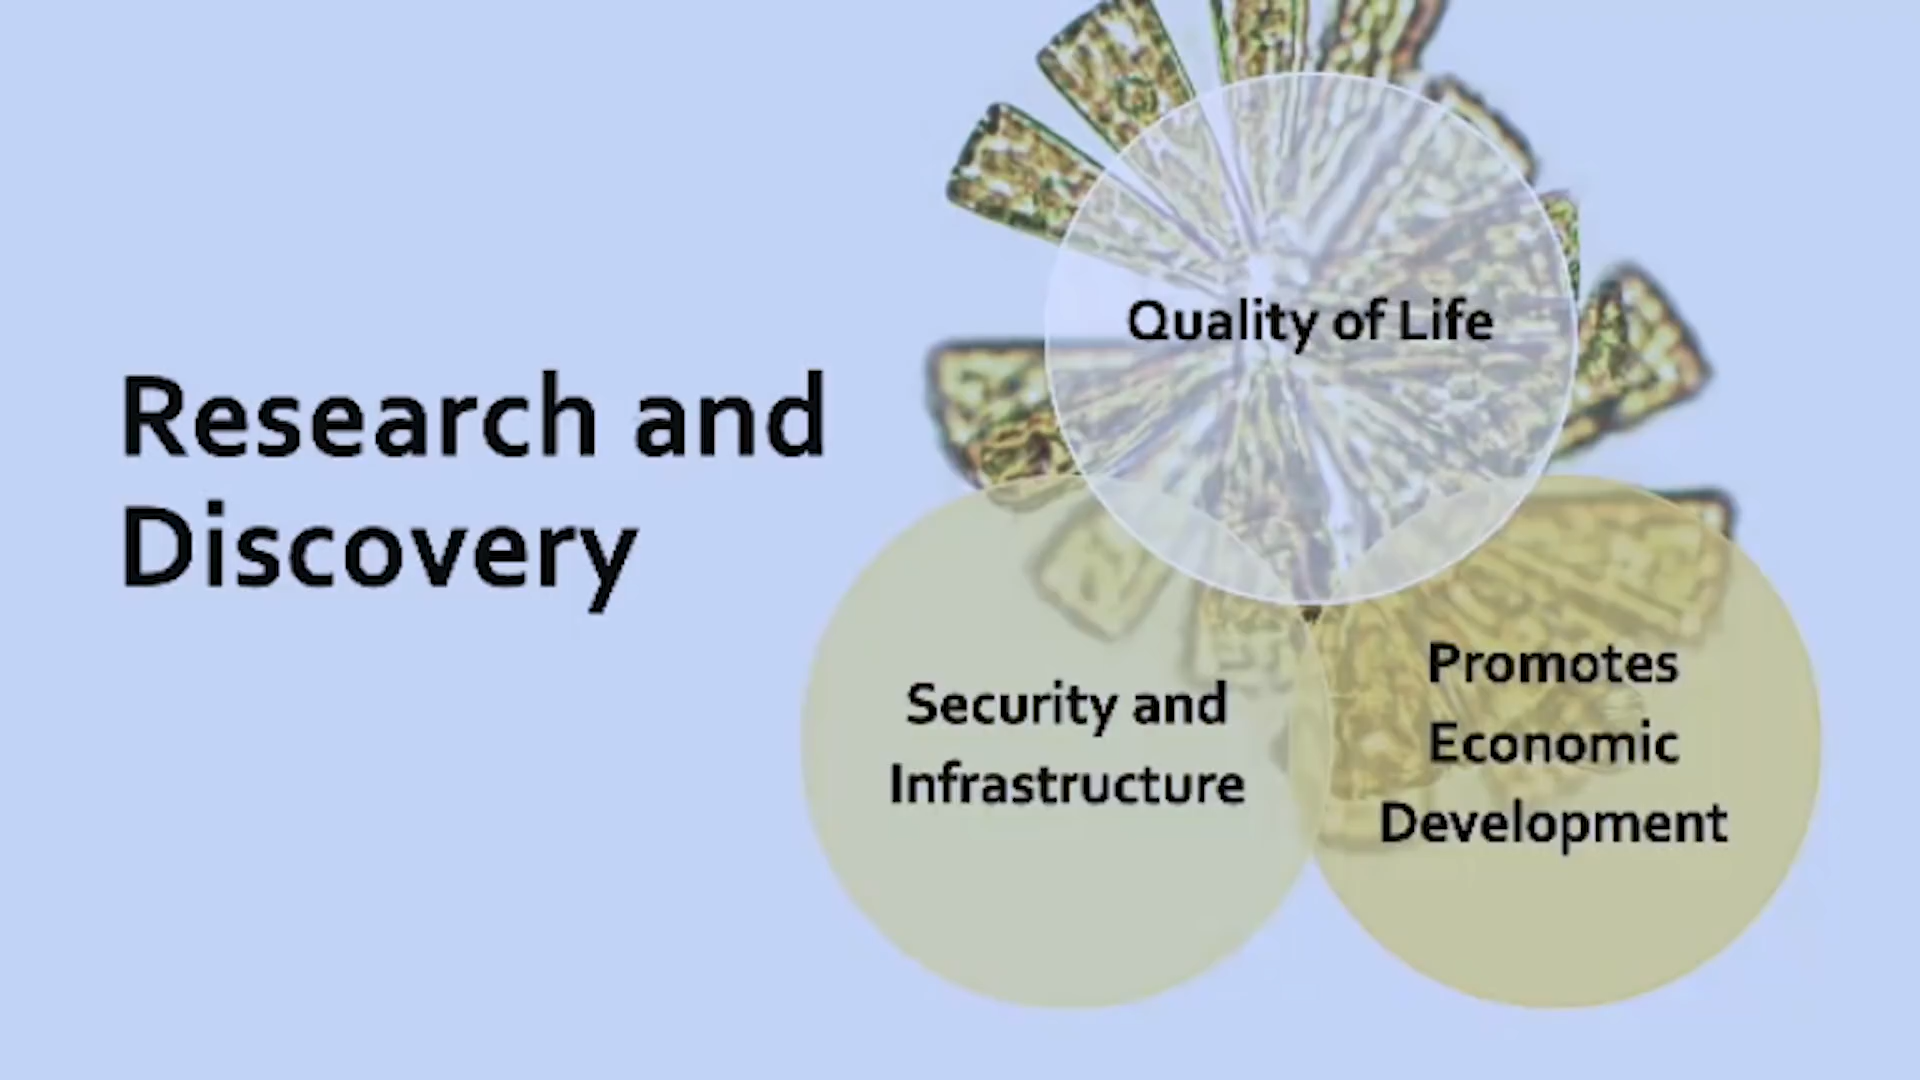 Research and
Discovery
Quality of Life
Security and
Infrastructure
Promotes
Economic
Development